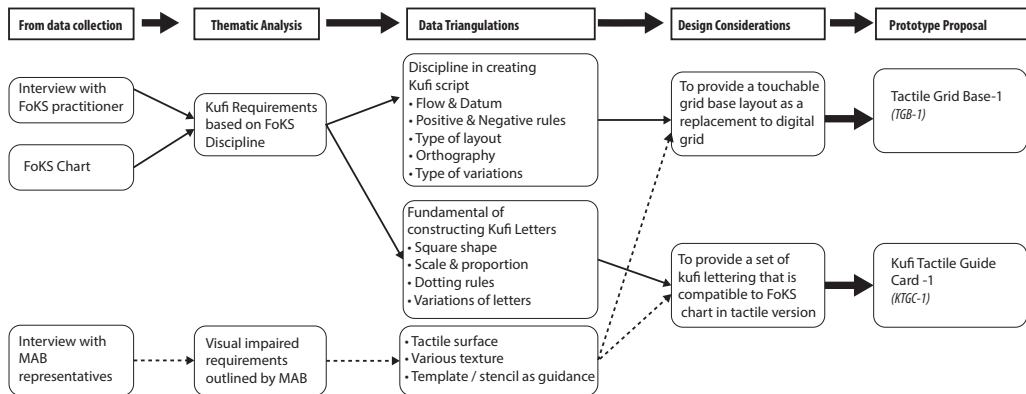 From data collection
Thematic Analysis
Data Triangulations
Design Considerations
Prototype Proposal
Interview with
FoKS practitioner
FoKS Chart
Kufi Requirements
based on FoKS
Discipline
Discipline in creating
Kufi script
• Flow & Datum
• Positive & Negative rules
• Type of layout
• Orthography
• Type of variations
To provide a touchable
grid base layout as a
replacement to digital
grid
Tactile Grid Base-1
(TGB-1)
Fundamental of
constructing Kufi Letters
• Square shape
• Scale & proportion
• Dotting rules
• Variations of letters
To provide a set of
kufi lettering that is
compatible to FoKS
chart in tactile version
Kufi Tactile Guide
Card -1
(KTGC-1)
Interview with
MAB
representatives
Visual impaired
requirements
outlined by MAB
• Tactile surface
• Various texture
• Template / stencil as guidance